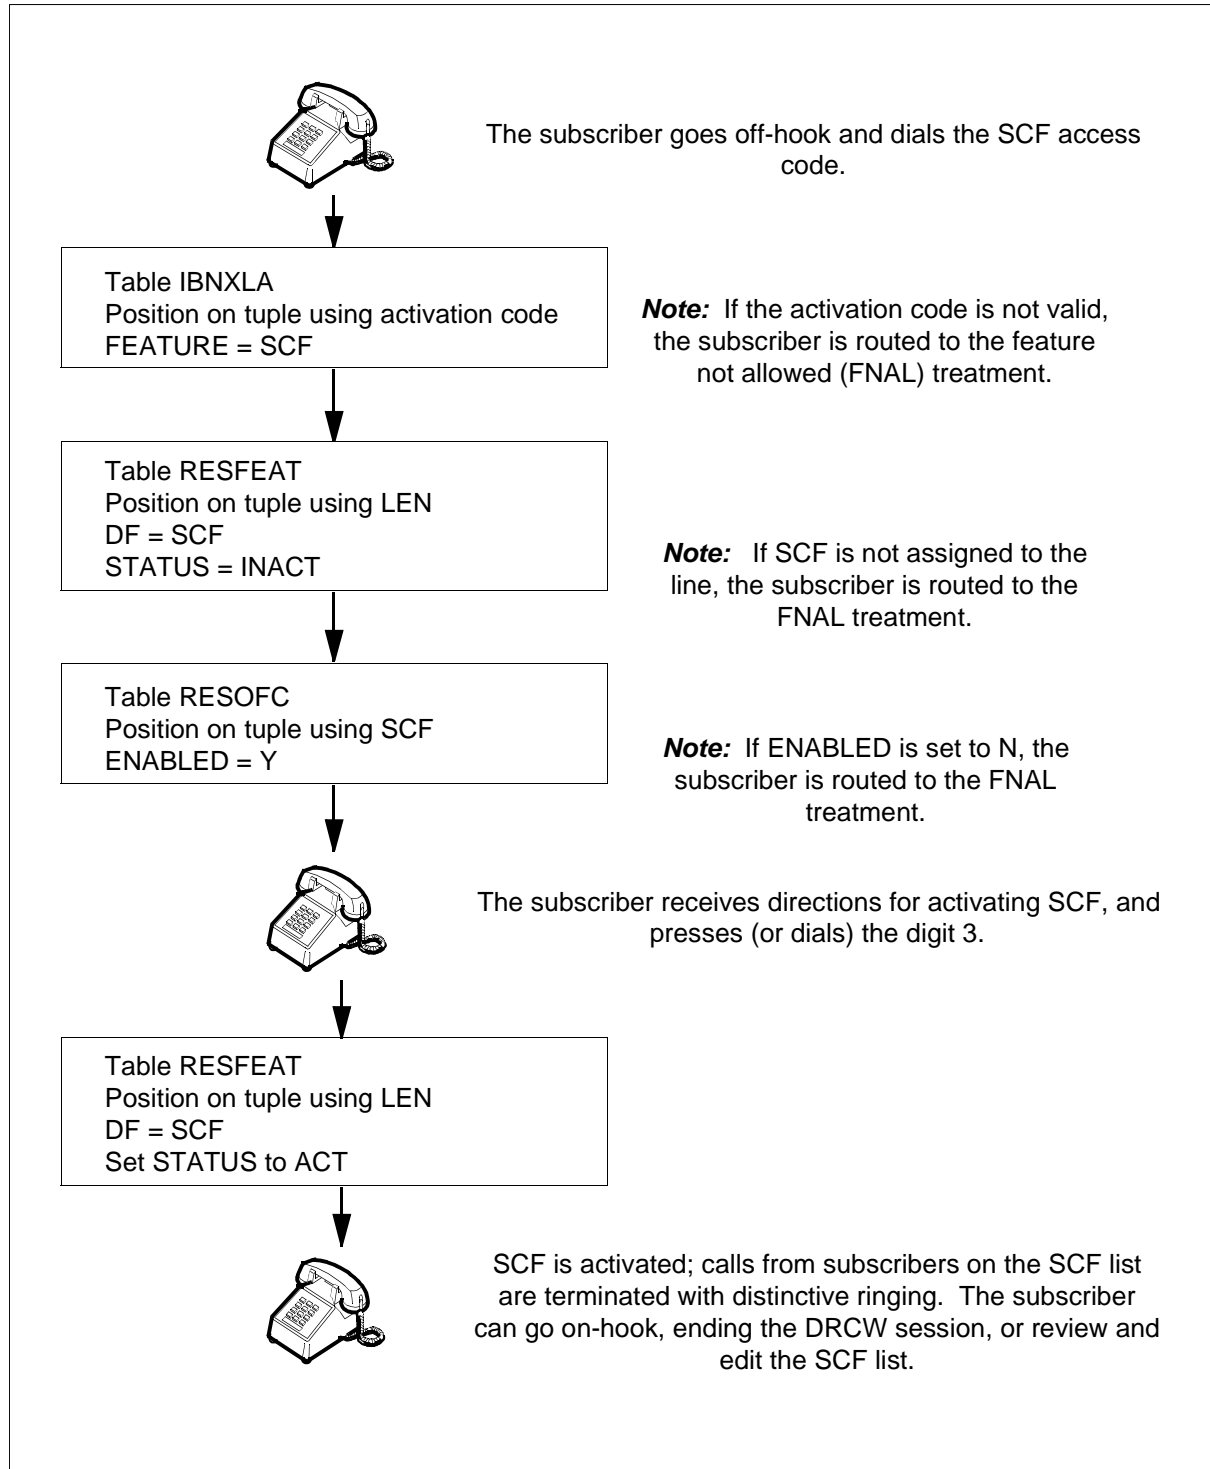 The subscriber goes off-hook and dials the SCF access
code.
Table IBNXLA
Position on tuple using activation code
FEATURE = SCF
Note: If the activation code is not valid,
the subscriber is routed to the feature
not allowed (FNAL) treatment.
Table RESFEAT
Position on tuple using LEN
DF = SCF
STATUS = INACT
Note: If SCF is not assigned to the
line, the subscriber is routed to the
FNAL treatment.
Table RESOFC
Position on tuple using SCF
ENABLED = Y
Note: If ENABLED is set to N, the
subscriber is routed to the FNAL
treatment.
The subscriber receives directions for activating SCF, and
presses (or dials) the digit 3.
Table RESFEAT
Position on tuple using LEN
DF = SCF
Set STATUS to ACT
SCF is activated; calls from subscribers on the SCF list
are terminated with distinctive ringing. The subscriber
can go on-hook, ending the DRCW session, or review and
edit the SCF list.